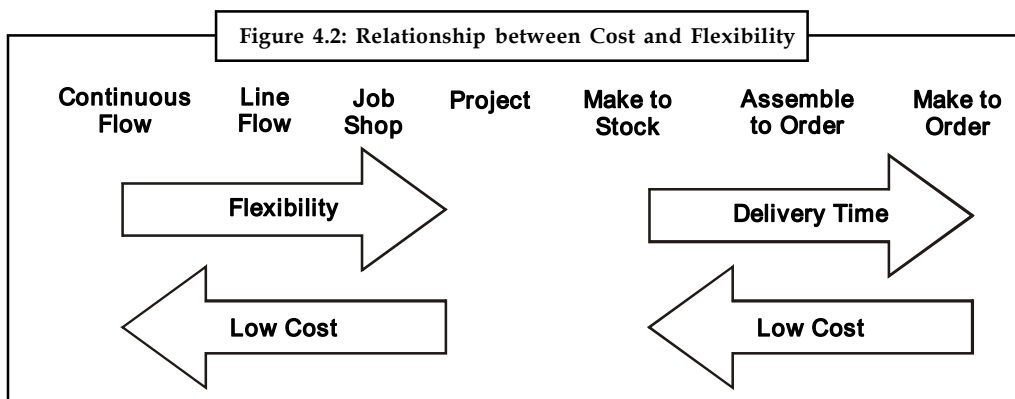 Figure 4.2: Relationship between Cost and Flexibility
Continuous
Flow
Line
Flow
Job
Shop
Project
Make to
Stock
Assemble
to Order
Make to
Order
Flexibility
Delivery Time
Low Cost
Low Cost